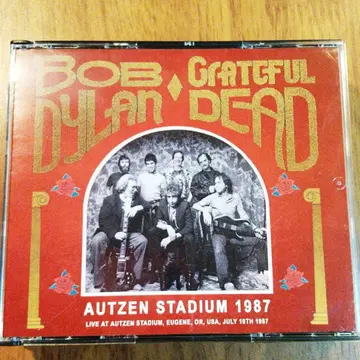 BOB GRATEFUL
DYLAN DEAD
AUTZEN STADIUM 1987
LIVE AT AUTZEN STADIUM, EUGENE, OR, USA, JULY 19TH 1987